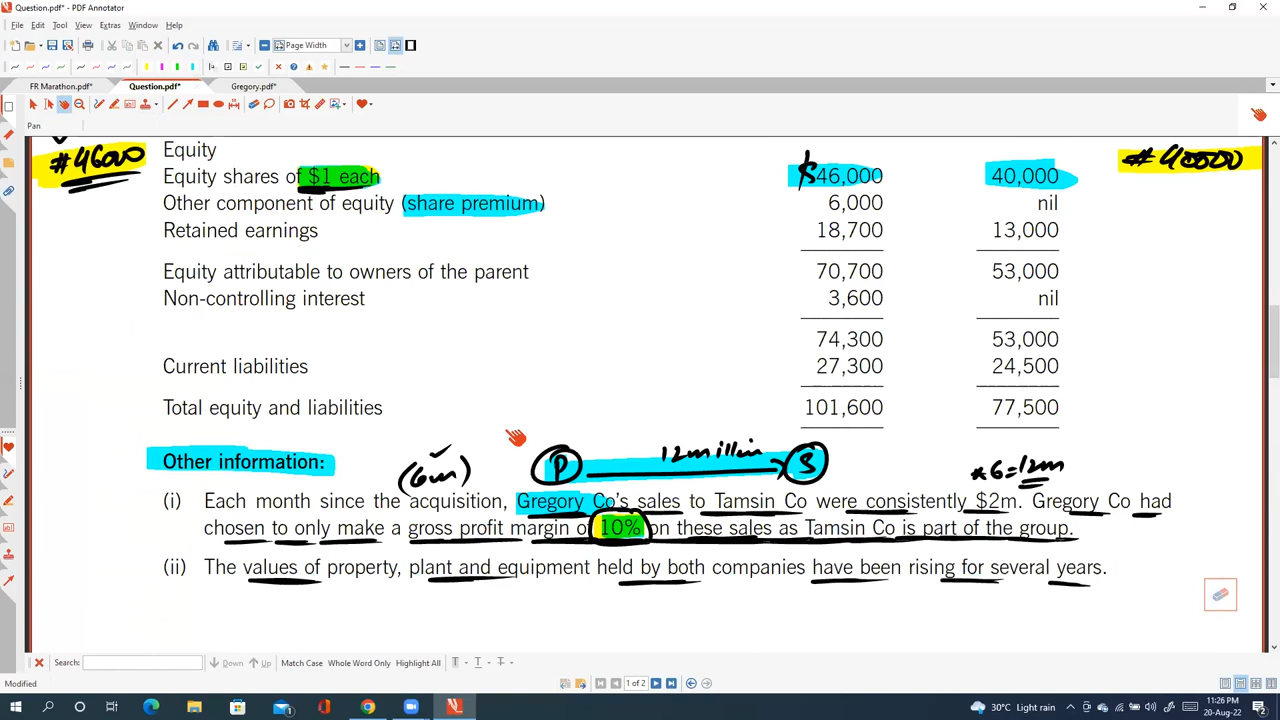 Question.pdf* - PDF Annotator
File Edit Tool View Extras Window Help
Page Width
FR Marathon.pdf* Question.pdf* Gregory.pdf*
Pan
#46000 Equity #40000
Equity shares of $1 each $46,000 40,000
Other component of equity (share premium) 6,000 nil
Retained earnings 18,700 13,000
Equity attributable to owners of the parent 70,700 53,000
Non-controlling interest 3,600 nil
74,300 53,000
Current liabilities 27,300 24,500
Total equity and liabilities 101,600 77,500
Other information: (6m) P 12million S *6=12m
(i) Each month since the acquisition, Gregory Co's sales to Tamsin Co were consistently $2m. Gregory Co had
chosen to only make a gross profit margin of 10% on these sales as Tamsin Co is part of the group.
(ii) The values of property, plant and equipment held by both companies have been rising for several years.
Search: Down Up Match Case Whole Word Only Highlight All
1 of 2
Modified
30°C Light rain 11:26 PM
20-Aug-22